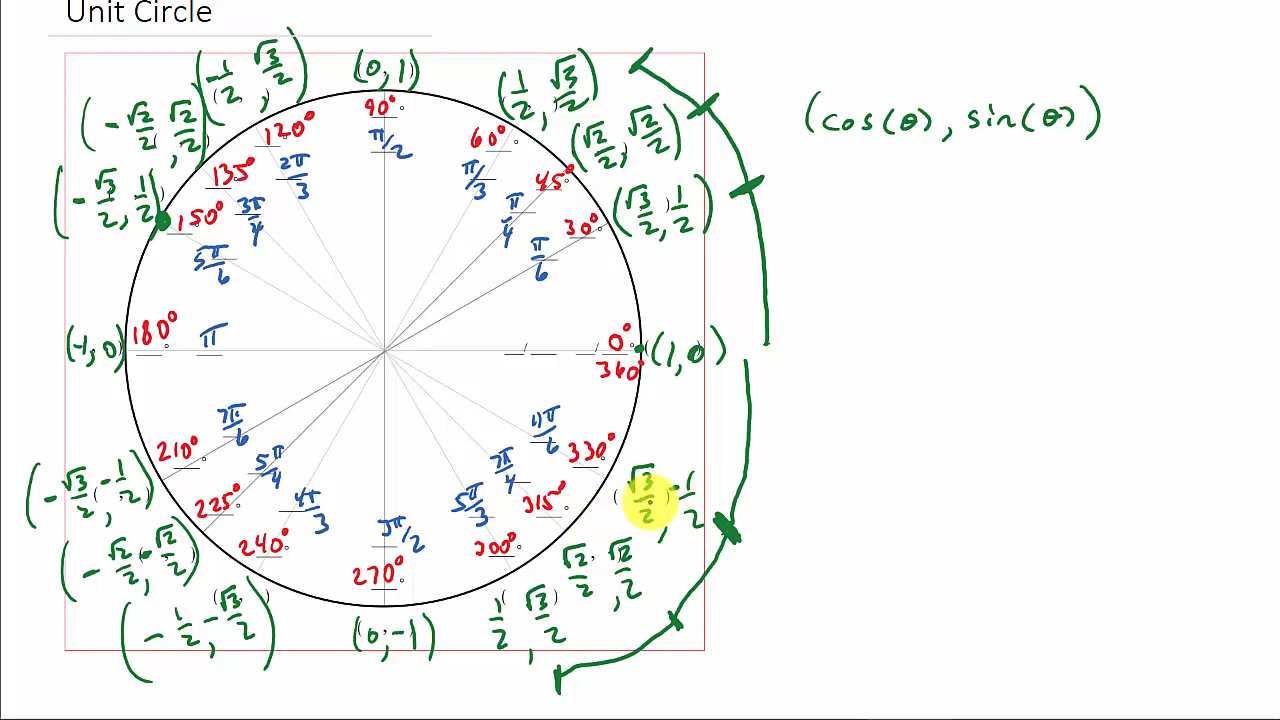 Unit Circle
(-1/2, √3/2)
(0, 1)
(1/2, √3/2)
(cos(θ), sin(θ))
(-√2/2, √2/2)
120°
90°
60°
(√2/2, √2/2)
2π/3
π/2
π/3
135°
45°
(-√3/2, 1/2)
3π/4
π/4
(√3/2, 1/2)
150°
30°
5π/6
π/6
(-1, 0)
180°
π
0°
(1, 0)
360°
7π/6
11π/6
210°
330°
5π/4
7π/4
(-√3/2, -1/2)
(√3/2, -1/2)
225°
4π/3
5π/3
315°
240°
3π/2
300°
(-√2/2, -√2/2)
270°
√2/2, √2/2
(-1/2, -√3/2)
(0, -1)
1/2, √3/2